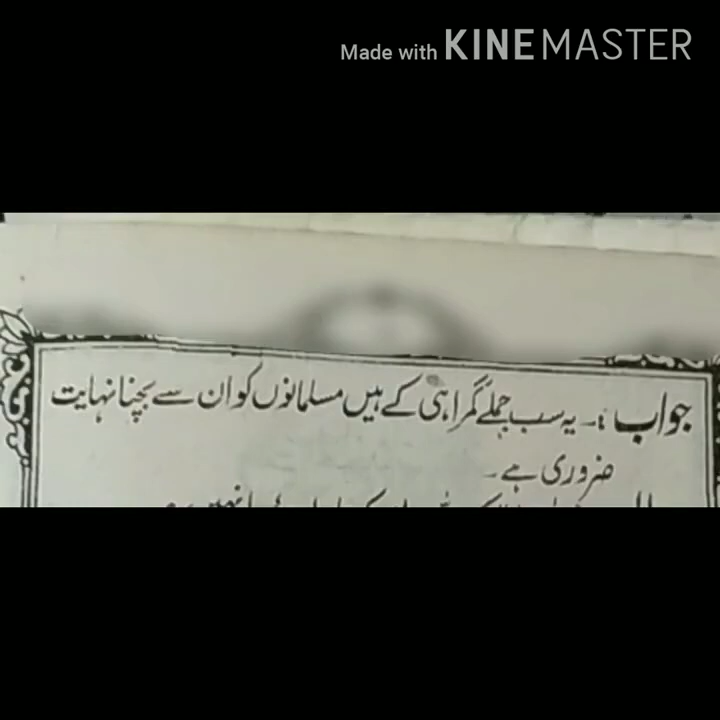 Made with KINEMASTER
جواب :۔ یہ سب جملے گمراہی کے ہیں مسلمانوں کو ان سے بچنا نہایت
ضروری ہے۔